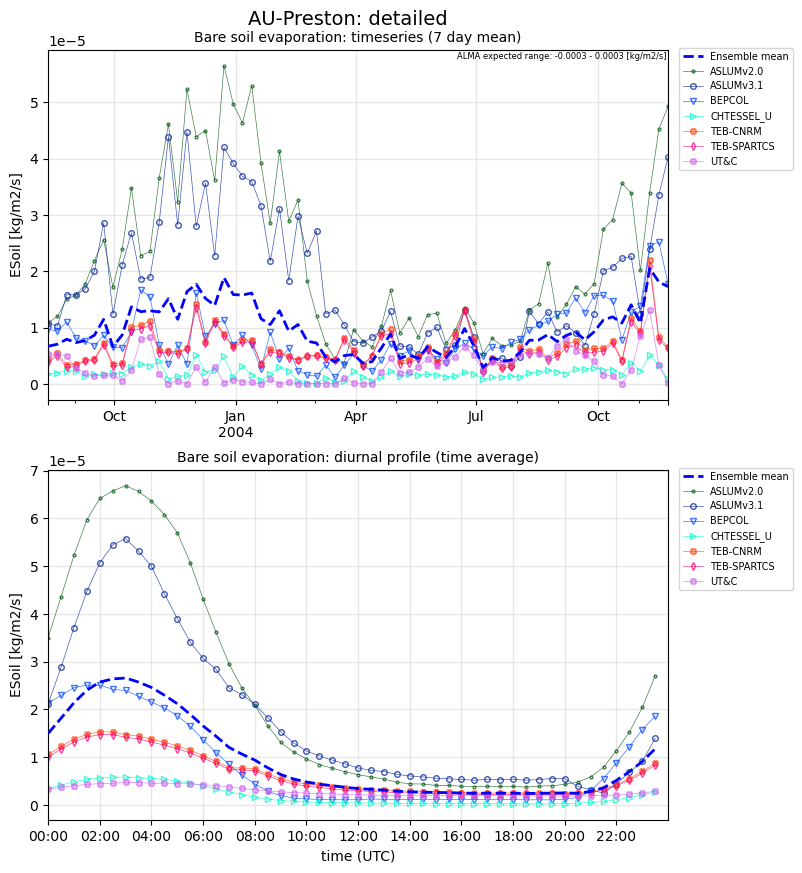 AU-Preston: detailed
Bare soil evaporation: timeseries (7 day mean)
1e−5
ALMA expected range: -0.0003 - 0.0003 [kg/m2/s]
ESoil [kg/m2/s]
5
4
3
2
1
0
Oct
Jan
2004
Apr
Jul
Oct
Ensemble mean
ASLUMv2.0
ASLUMv3.1
BEPCOL
CHTESSEL_U
TEB-CNRM
TEB-SPARTCS
UT&C
Bare soil evaporation: diurnal profile (time average)
1e−5
ESoil [kg/m2/s]
7
6
5
4
3
2
1
0
00:00
02:00
04:00
06:00
08:00
10:00
12:00
14:00
16:00
18:00
20:00
22:00
time (UTC)
Ensemble mean
ASLUMv2.0
ASLUMv3.1
BEPCOL
CHTESSEL_U
TEB-CNRM
TEB-SPARTCS
UT&C